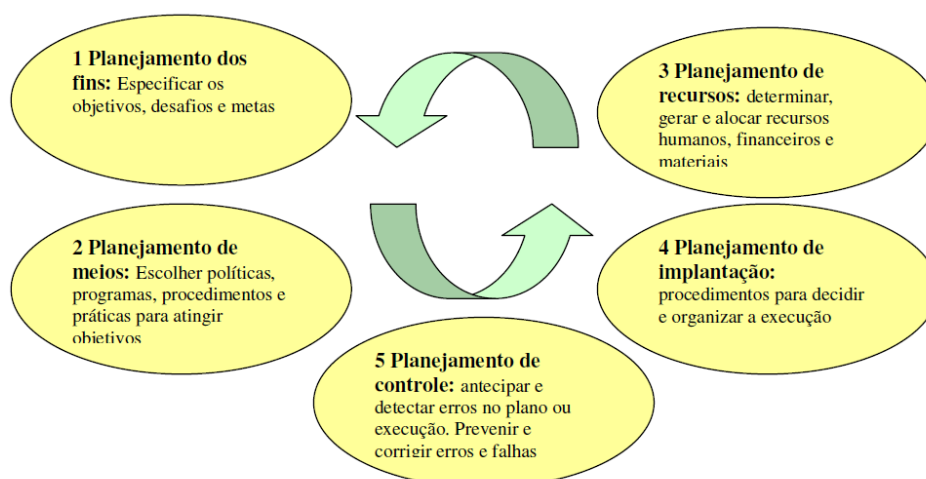 1 Planejamento dos
fins: Especificar os
objetivos, desafios e metas
2 Planejamento de
meios: Escolher políticas,
programas, procedimentos e
práticas para atingir
objetivos
3 Planejamento de
recursos: determinar,
gerar e alocar recursos
humanos, financeiros e
materiais
4 Planejamento de
implantação:
procedimentos para decidir
e organizar a execução
5 Planejamento de
controle: antecipar e
detectar erros no plano ou
execução. Prevenir e
corrigir erros e falhas